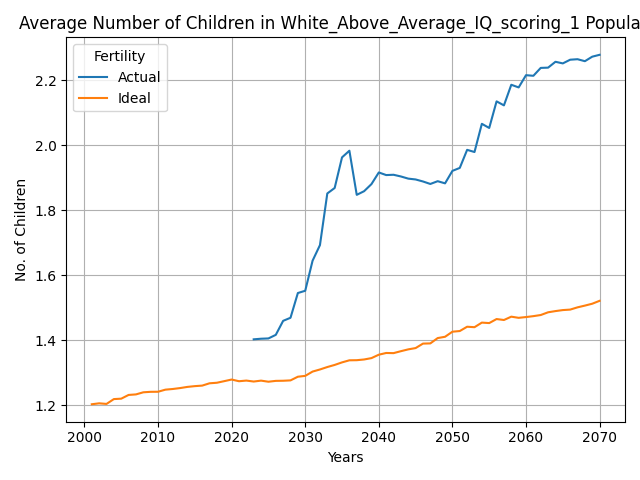 Average Number of Children in White_Above_Average_IQ_scoring_1 Popula
Fertility
Actual
Ideal
No. of Children
2.2
2.0
1.8
1.6
1.4
1.2
2000 2010 2020 2030 2040 2050 2060 2070
Years